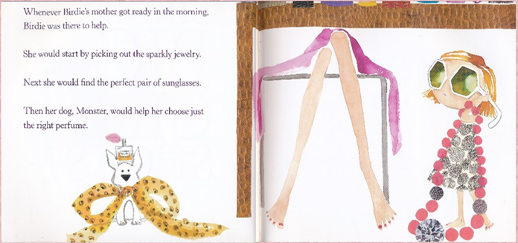 Whenever Birdie's mother got ready in the morning,
Birdie was there to help.
She would start by picking out the sparkly jewelry.
Next she would find the perfect pair of sunglasses.
Then her dog, Monster, would help her choose just
the right perfume.